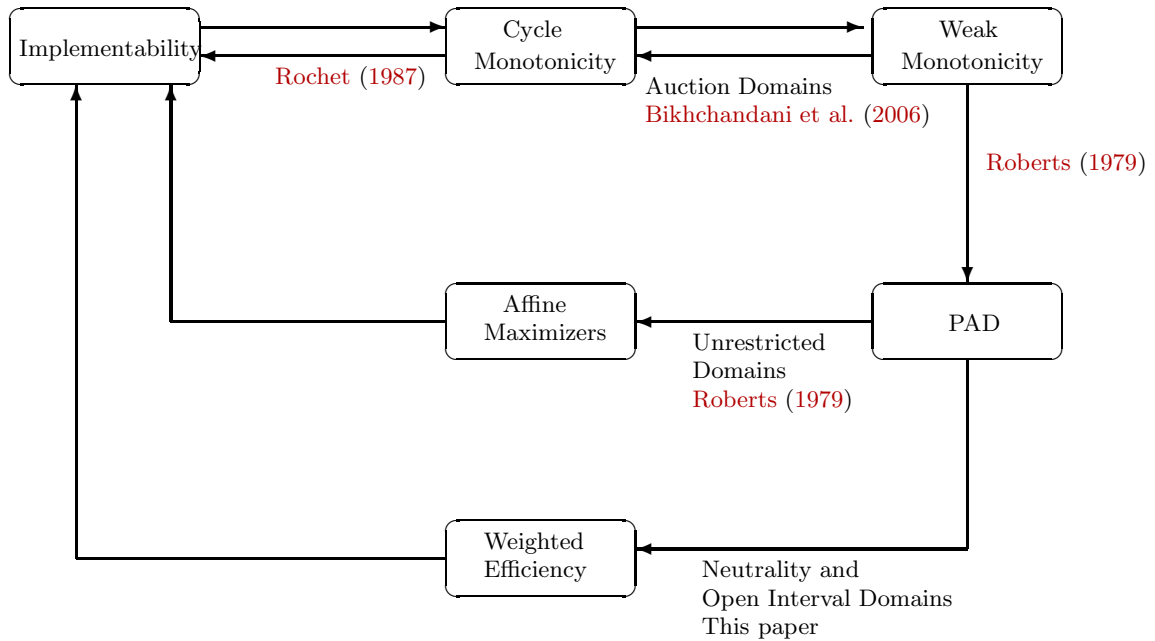 Implementability
Cycle
Monotonicity
Weak
Monotonicity
Rochet (1987)
Auction Domains
Bikhchandani et al. (2006)
Roberts (1979)
Affine
Maximizers
PAD
Unrestricted
Domains
Roberts (1979)
Weighted
Efficiency
Neutrality and
Open Interval Domains
This paper